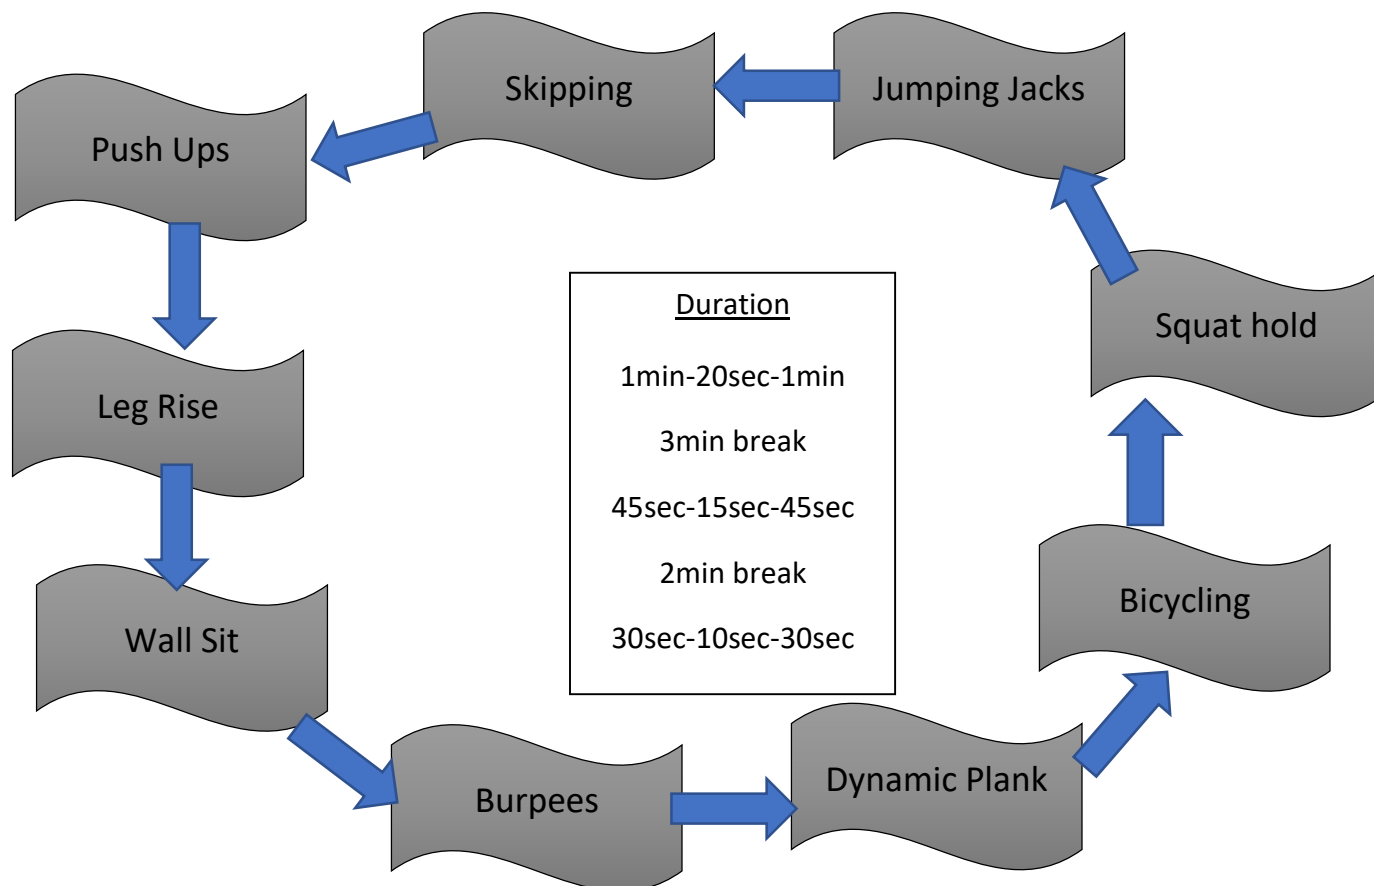 Skipping
Jumping Jacks
Push Ups
Duration
Squat hold
1min-20sec-1min
Leg Rise
3min break
45sec-15sec-45sec
2min break
Bicycling
Wall Sit
30sec-10sec-30sec
Dynamic Plank
Burpees